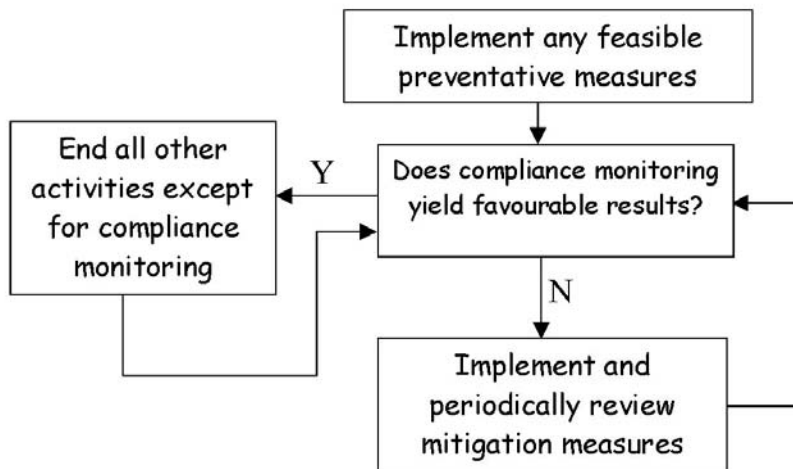 Implement any feasible
preventative measures
Does compliance monitoring
yield favourable results?
Y
End all other
activities except
for compliance
monitoring
N
Implement and
periodically review
mitigation measures